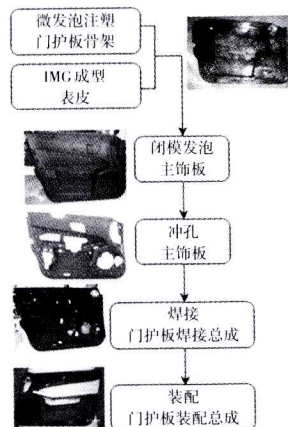 微发泡注塑
门护板骨架
IMG成型
表皮
闭模发泡
主饰板
冲孔
主饰板
焊接
门护板焊接总成
装配
门护板装配总成